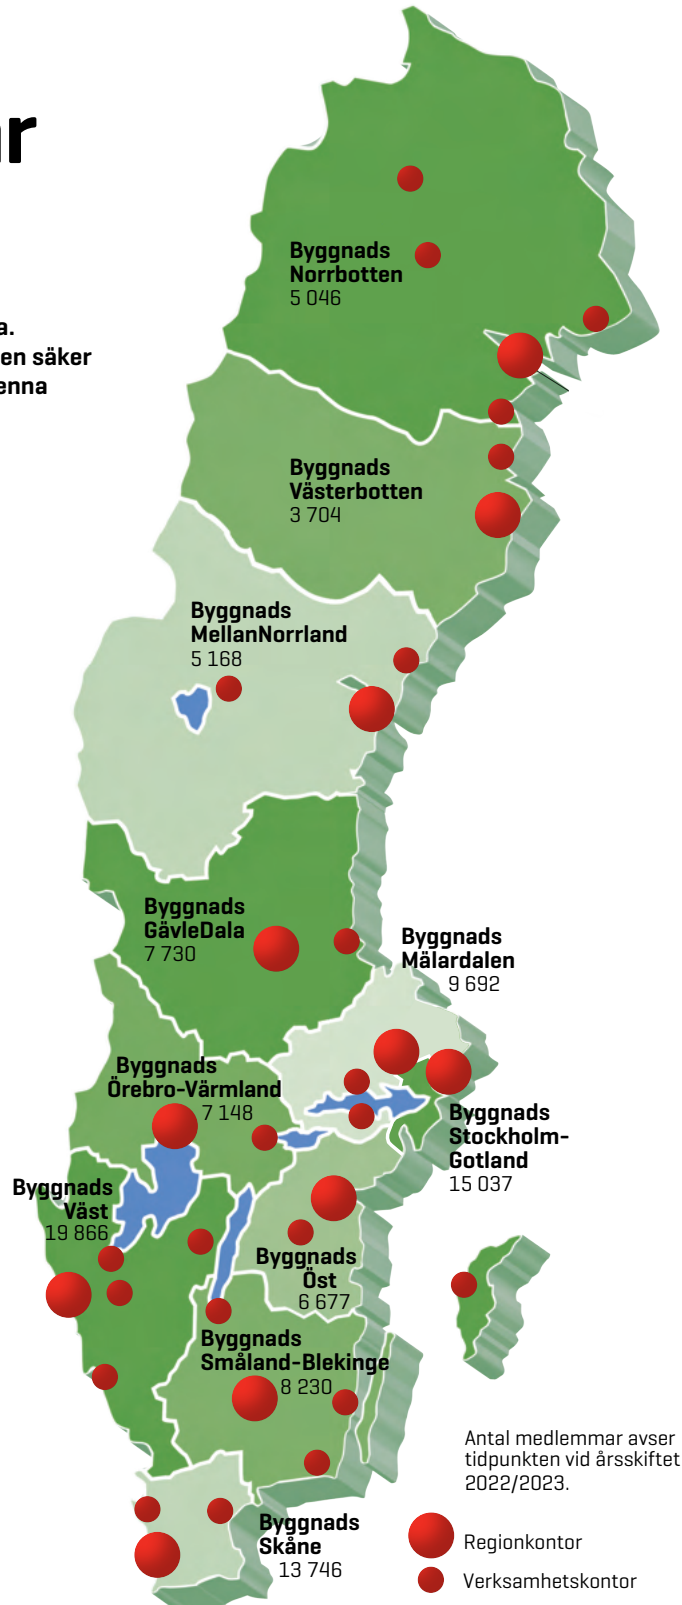 a.
en säker
Byggnads
Norrbotten
5 046
Byggnads
Västerbotten
3 704
Byggnads
MellanNorrland
5 168
Byggnads
GävleDala
7 730
Byggnads
Mälardalen
9 692
Byggnads
Örebro-Värmland
7 148
Byggnads
Stockholm-
Gotland
15 037
Byggnads
Väst
19 866
Byggnads
Öst
6 677
Byggnads
Småland-Blekinge
8 230
Byggnads
Skåne
13 746
Antal medlemmar avser
tidpunkten vid årsskiftet
2022/2023.
Regionkontor
Verksamhetskontor